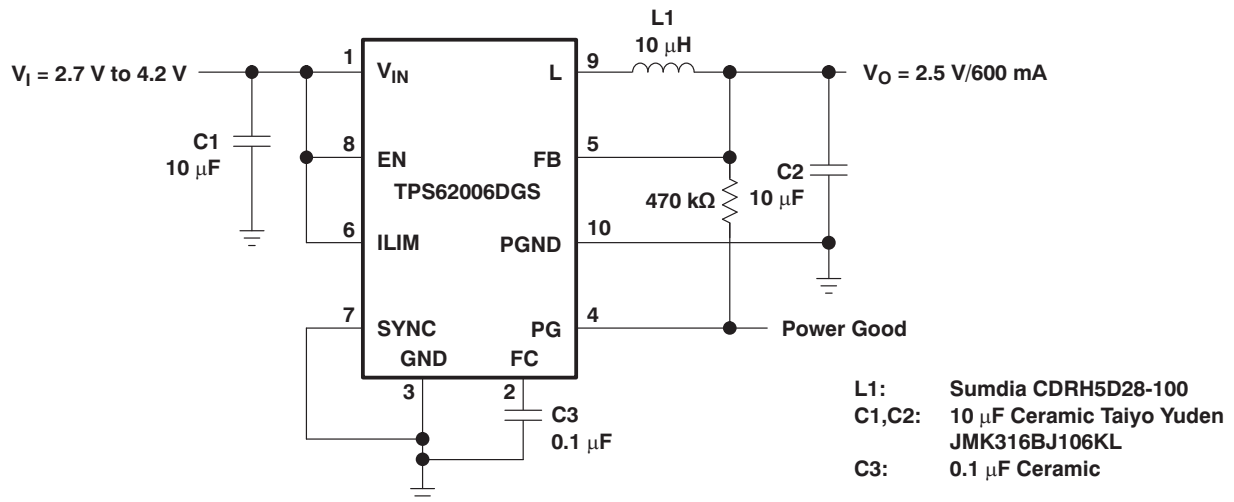 L1
10 μH
1
9
V_I = 2.7 V to 4.2 V
V_IN
L
V_O = 2.5 V/600 mA
C1
10 μF
8
EN
FB
5
TPS62006DGS
C2
10 μF
470 kΩ
6
ILIM
PGND
10
7
SYNC
PG
4
Power Good
GND
FC
3
2
C3
0.1 μF
L1: Sumdia CDRH5D28-100
C1,C2: 10 μF Ceramic Taiyo Yuden
JMK316BJ106KL
C3: 0.1 μF Ceramic